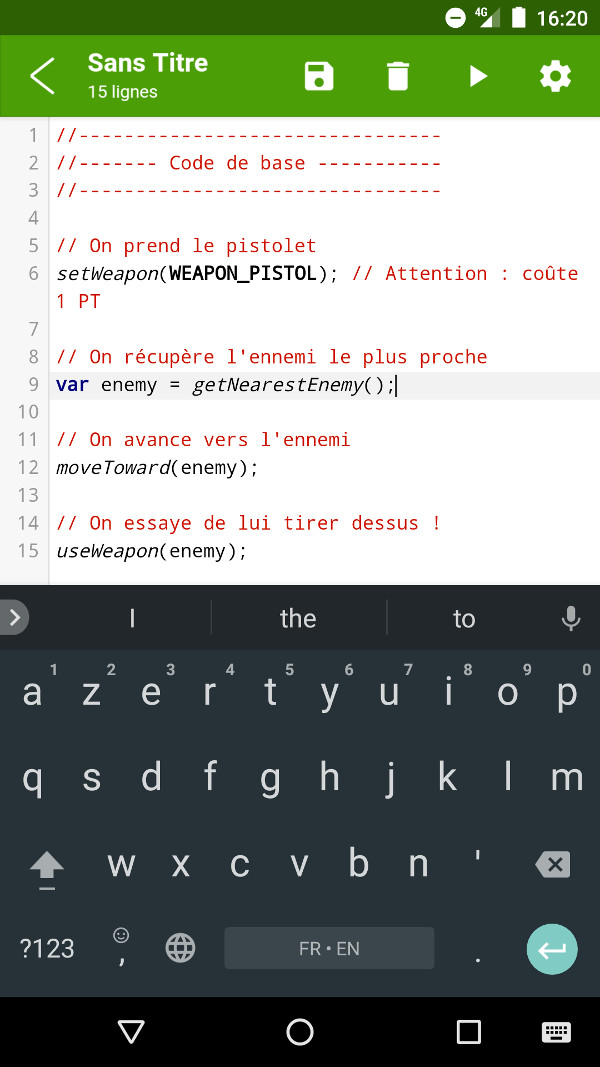 4G 16:20
Sans Titre
15 lignes
1 //--------------------------------
2 //------- Code de base -----------
3 //--------------------------------
4
5 // On prend le pistolet
6 setWeapon(WEAPON_PISTOL); // Attention : coûte
1 PT
7
8 // On récupère l'ennemi le plus proche
9 var enemy = getNearestEnemy();
10
11 // On avance vers l'ennemi
12 moveToward(enemy);
13
14 // On essaye de lui tirer dessus !
15 useWeapon(enemy);
I the to
1 2 3 4 5 6 7 8 9 0
a z e r t y u i o p
q s d f g h j k l m
w x c v b n '
?123 , FR • EN .